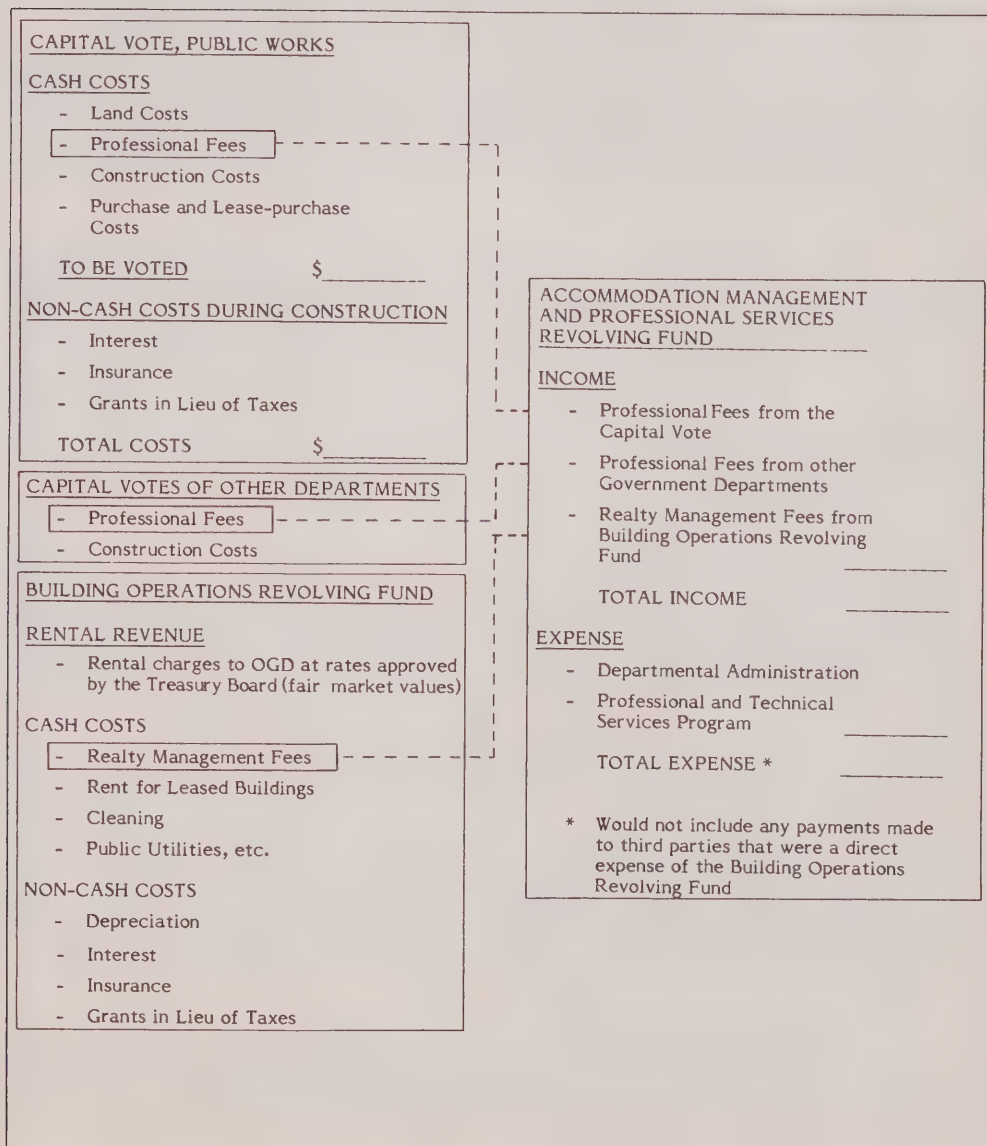 CAPITAL VOTE, PUBLIC WORKS
CASH COSTS
- Land Costs
- Professional Fees
- Construction Costs
- Purchase and Lease-purchase
Costs
TO BE VOTED $
NON-CASH COSTS DURING CONSTRUCTION
- Interest
- Insurance
- Grants in Lieu of Taxes
TOTAL COSTS $
CAPITAL VOTES OF OTHER DEPARTMENTS
- Professional Fees
- Construction Costs
BUILDING OPERATIONS REVOLVING FUND
RENTAL REVENUE
- Rental charges to OGD at rates approved
by the Treasury Board (fair market values)
CASH COSTS
- Realty Management Fees
- Rent for Leased Buildings
- Cleaning
- Public Utilities, etc.
NON-CASH COSTS
- Depreciation
- Interest
- Insurance
- Grants in Lieu of Taxes
ACCOMMODATION MANAGEMENT
AND PROFESSIONAL SERVICES
REVOLVING FUND
INCOME
- Professional Fees from the
Capital Vote
- Professional Fees from other
Government Departments
- Realty Management Fees from
Building Operations Revolving
Fund
TOTAL INCOME
EXPENSE
- Departmental Administration
- Professional and Technical
Services Program
TOTAL EXPENSE *
* Would not include any payments made
to third parties that were a direct
expense of the Building Operations
Revolving Fund